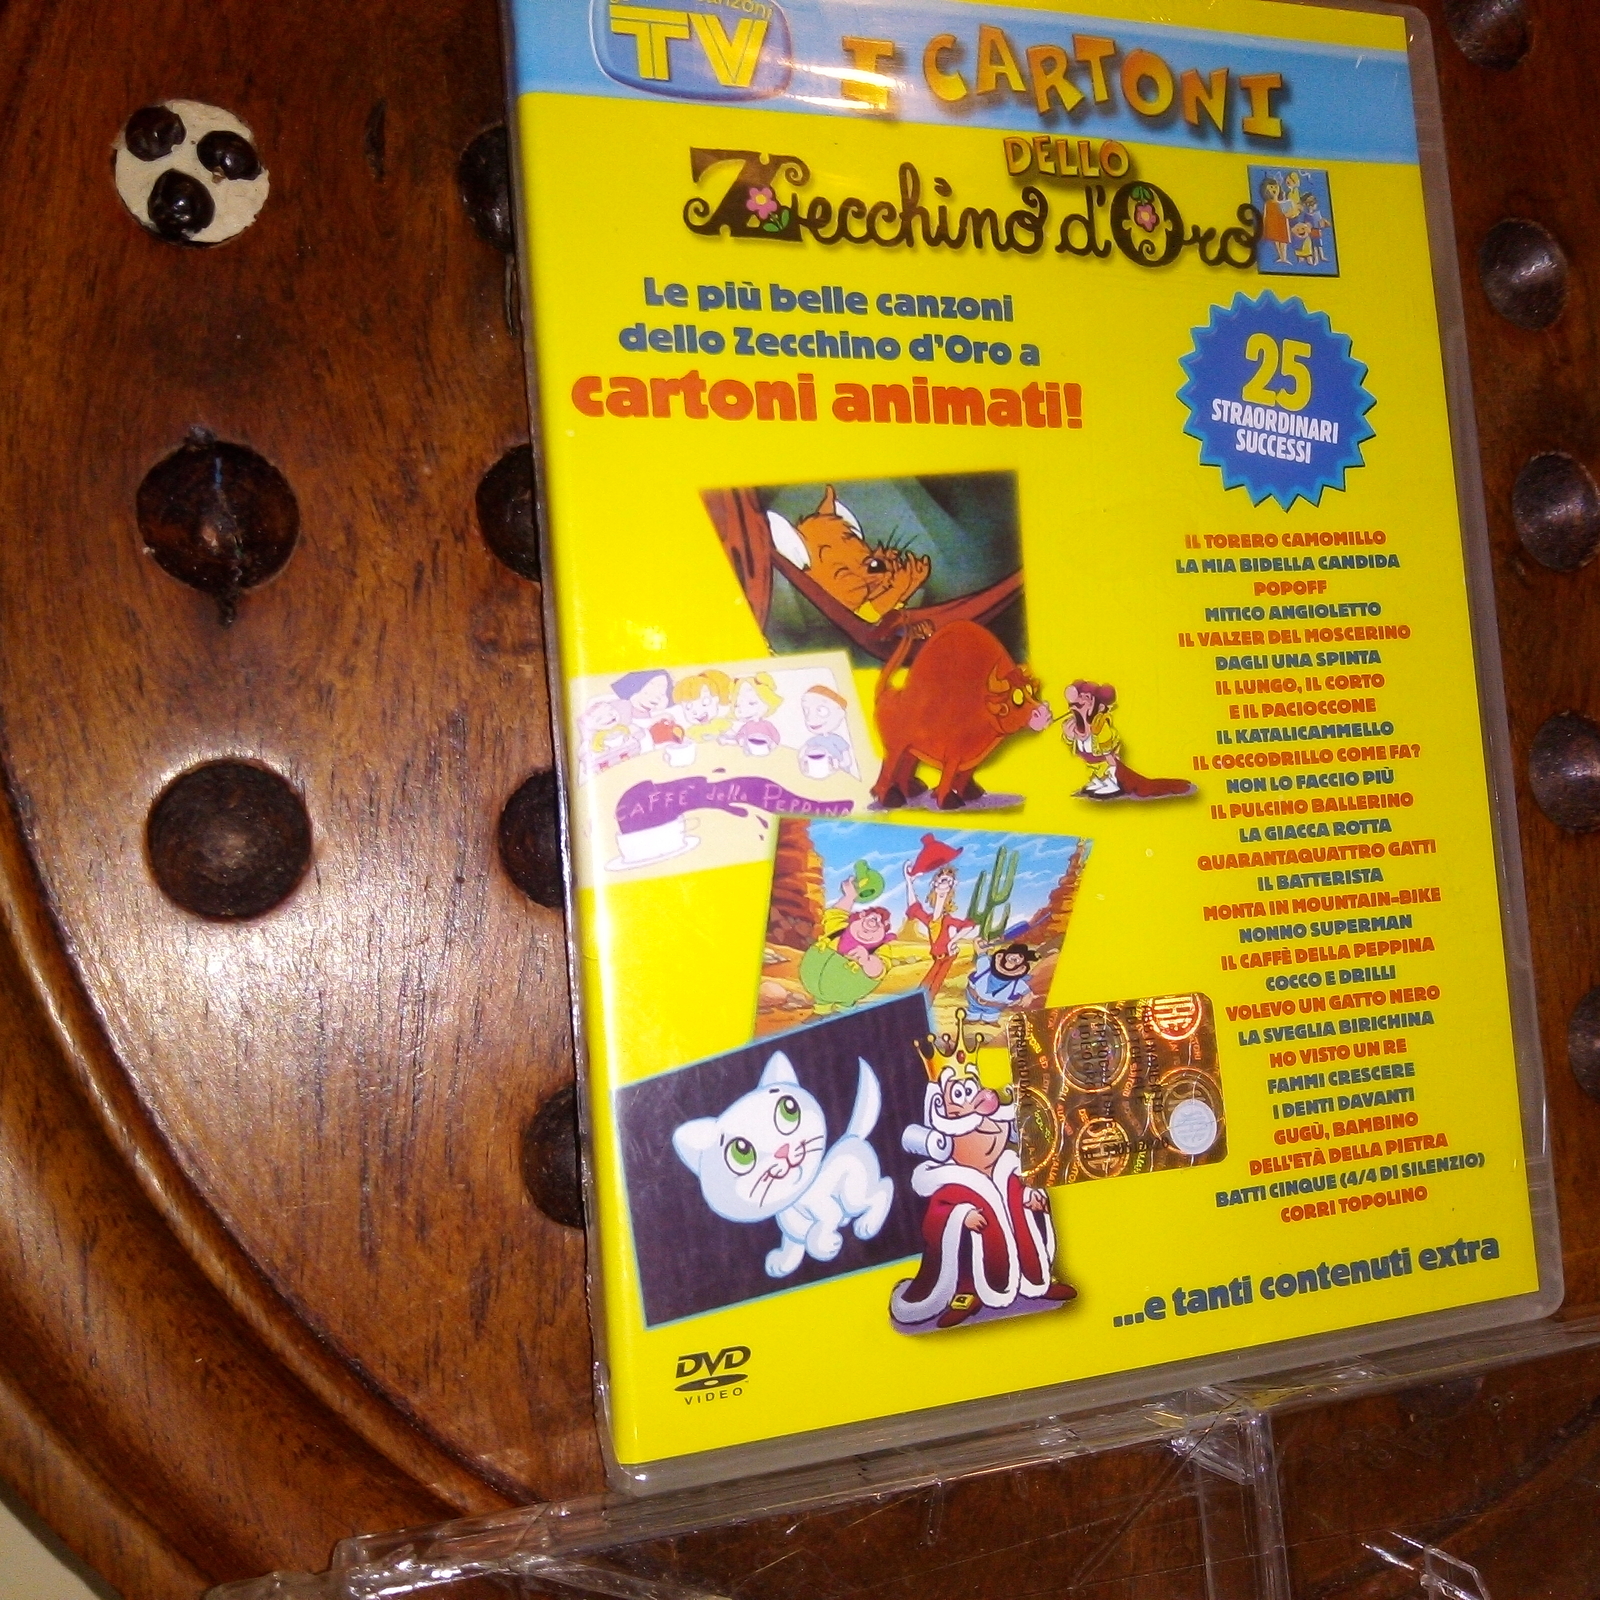 TV
I CARTONI
DELLO
Zecchino d'Oro
Le più belle canzoni
dello Zecchino d'Oro a
cartoni animati!
25
STRAORDINARI
SUCCESSI
IL TORERO CAMOMILLO
LA MIA BIDELLA CANDIDA
POPOFF
MITICO ANGIOLETTO
IL VALZER DEL MOSCERINO
DAGLI UNA SPINTA
IL LUNGO, IL CORTO
E IL PACIOCCONE
IL KATALICAMMELLO
IL COCCODRILLO COME FA?
NON LO FACCIO PIÙ
IL PULCINO BALLERINO
LA GIACCA ROTTA
QUARANTAQUATTRO GATTI
IL BATTERISTA
MONTA IN MOUNTAIN-BIKE
NONNO SUPERMAN
IL CAFFÈ DELLA PEPPINA
COCCO E DRILLI
VOLEVO UN GATTO NERO
LA SVEGLIA BIRICHINA
HO VISTO UN RE
FAMMI CRESCERE
I DENTI DAVANTI
GUGÙ, BAMBINO
DELL'ETÀ DELLA PIETRA
BATTI CINQUE (4/4 DI SILENZIO)
CORRI TOPOLINO
...e tanti contenuti extra
CAFFE' della PEPPINA
DVD
VIDEO